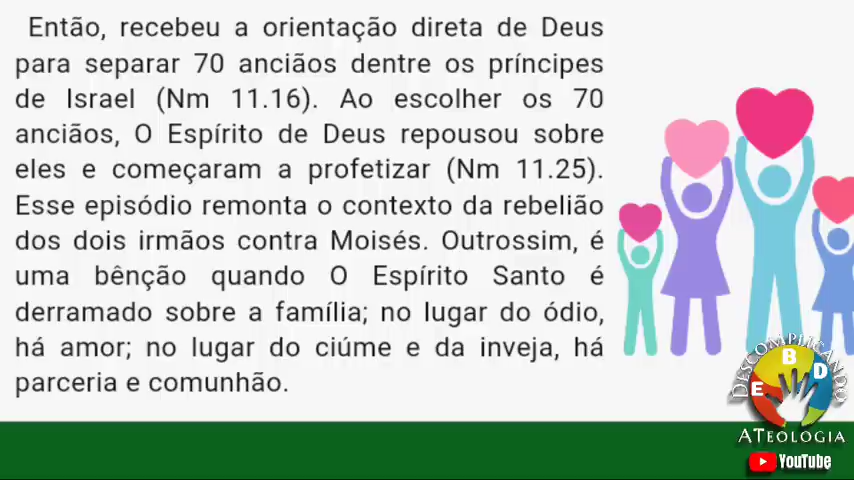 Então, recebeu a orientação direta de Deus
para separar 70 anciãos dentre os príncipes
de Israel (Nm 11.16). Ao escolher os 70
anciãos, O Espírito de Deus repousou sobre
eles e começaram a profetizar (Nm 11.25).
Esse episódio remonta o contexto da rebelião
dos dois irmãos contra Moisés. Outrossim, é
uma bênção quando O Espírito Santo é
derramado sobre a família; no lugar do ódio,
há amor; no lugar do ciúme e da inveja, há
parceria e comunhão.
DESCOMPLICANDO
EBD
ATEOLOGIA
YouTube